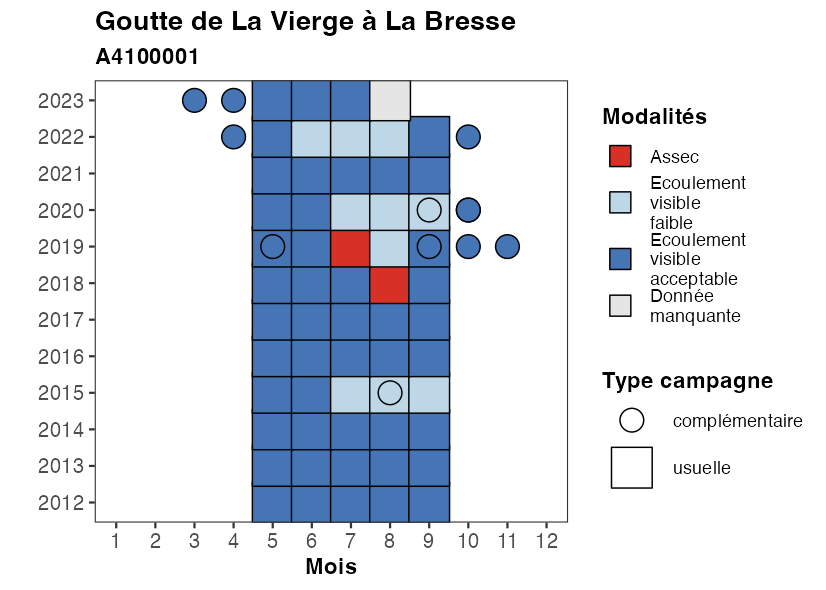 Goutte de La Vierge à La Bresse
A4100001
2023
2022
2021
2020
2019
2018
2017
2016
2015
2014
2013
2012
1 2 3 4 5 6 7 8 9 10 11 12
Mois
Modalités
Assec
Ecoulement
visible
faible
Ecoulement
visible
acceptable
Donnée
manquante
Type campagne
complémentaire
usuelle